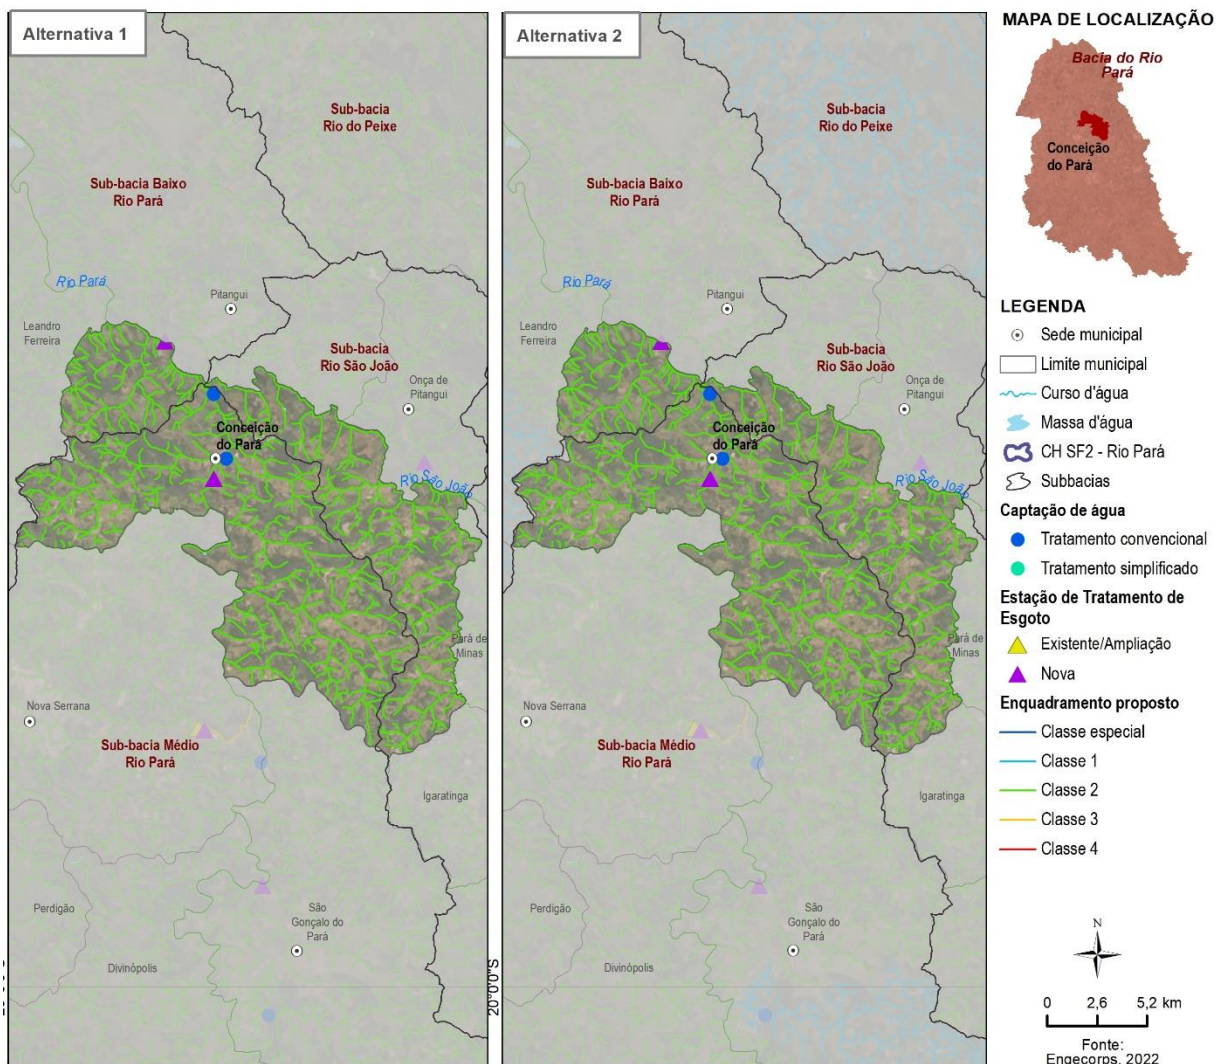 Alternativa 1
Sub-bacia
Rio do Peixe
Sub-bacia Baixo
Rio Pará
Rio Pará
Pitangui
Leandro
Ferreira
Sub-bacia
Rio São João
Onça de
Pitangui
Conceição
do Pará
Rio São João
Pará de
Minas
Nova Serrana
Sub-bacia Médio
Rio Pará
Igaratinga
Perdigão
São
Gonçalo do
Pará
Divinópolis
Alternativa 2
Sub-bacia
Rio do Peixe
Sub-bacia Baixo
Rio Pará
Rio Pará
Pitangui
Leandro
Ferreira
Sub-bacia
Rio São João
Onça de
Pitangui
Conceição
do Pará
Rio São João
Pará de
Minas
Nova Serrana
Sub-bacia Médio
Rio Pará
Igaratinga
Perdigão
São
Gonçalo do
Pará
Divinópolis
20°0'0"S
MAPA DE LOCALIZAÇÃO
Bacia do Rio
Pará
Conceição
do Pará
LEGENDA
Sede municipal
Limite municipal
Curso d'água
Massa d'água
CH SF2 - Rio Pará
Subbacias
Captação de água
Tratamento convencional
Tratamento simplificado
Estação de Tratamento de
Esgoto
Existente/Ampliação
Nova
Enquadramento proposto
Classe especial
Classe 1
Classe 2
Classe 3
Classe 4
N
0 2,6 5,2 km
Fonte:
Engecorps, 2022